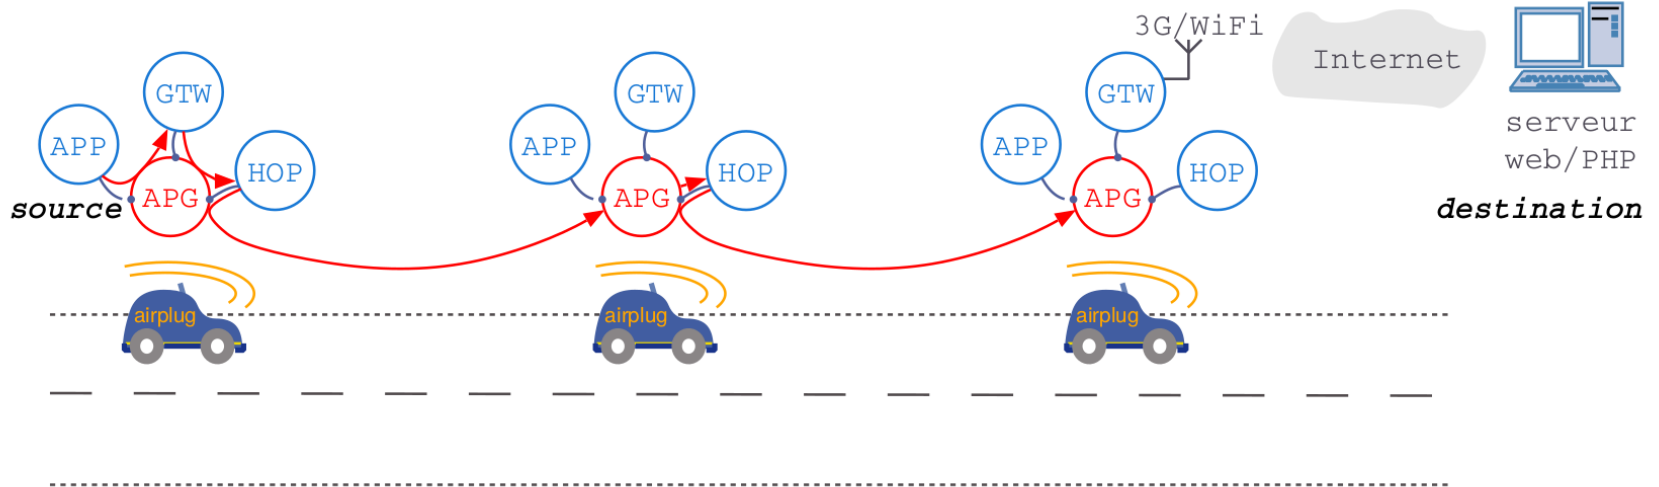 3G/WiFi
GTW
GTW
GTW
Internet
APP
HOP
APP
HOP
APP
HOP
serveur
web/PHP
APG
APG
APG
source
destination
airplug
airplug
airplug